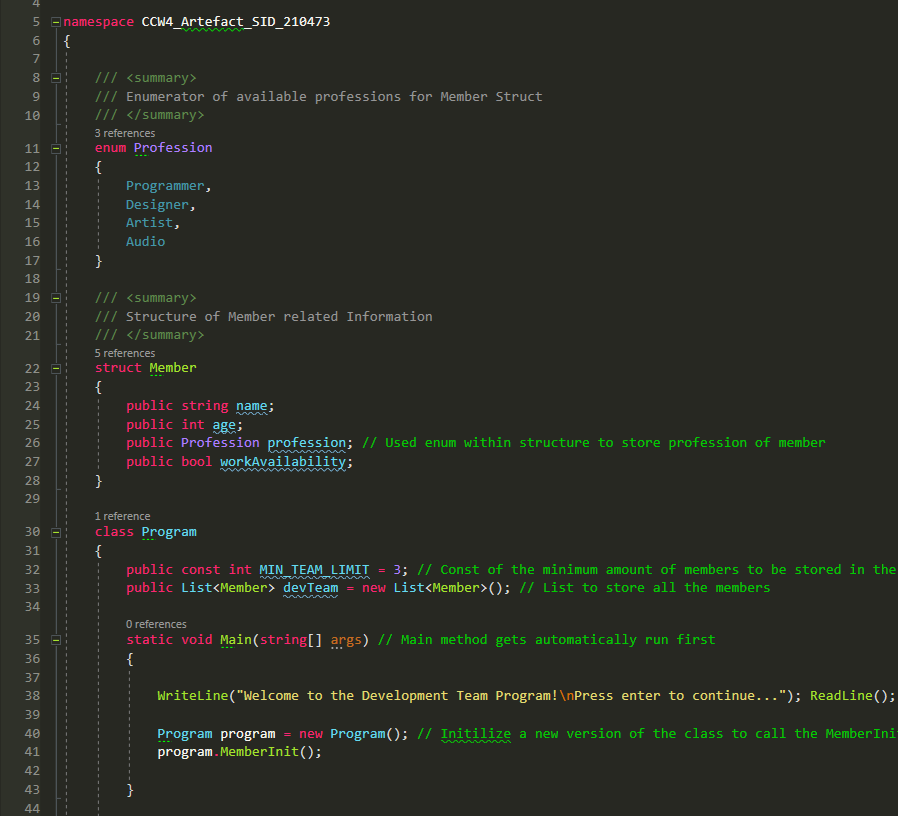 4
5 namespace CCW4_Artefact_SID_210473
6 {
7
8 /// <summary>
9 /// Enumerator of available professions for Member Struct
10 /// </summary>
3 references
11 enum Profession
12 {
13 Programmer,
14 Designer,
15 Artist,
16 Audio
17 }
18
19 /// <summary>
20 /// Structure of Member related Information
21 /// </summary>
5 references
22 struct Member
23 {
24 public string name;
25 public int age;
26 public Profession profession; // Used enum within structure to store profession of member
27 public bool workAvailability;
28 }
29
1 reference
30 class Program
31 {
32 public const int MIN_TEAM_LIMIT = 3; // Const of the minimum amount of members to be stored in the
33 public List<Member> devTeam = new List<Member>(); // List to store all the members
34
0 references
35 static void Main(string[] args) // Main method gets automatically run first
36 {
37
38 WriteLine("Welcome to the Development Team Program!\nPress enter to continue..."); ReadLine();
39
40 Program program = new Program(); // Initilize a new version of the class to call the MemberIni
41 program.MemberInit();
42
43 }
44